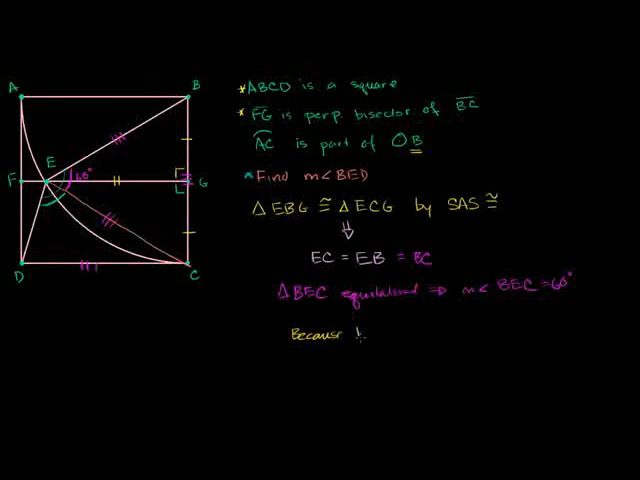 A
B
* ABCD is a square
* FG is perp. bisector of BC
AC is part of ⊙B
* Find m∠BED
E
60°
F
G
△EBG ≅ △ECG by SAS ≅
⇓
EC = EB = BC
D
C
△BEC equilateral ⇒ m∠BEC = 60°
Because